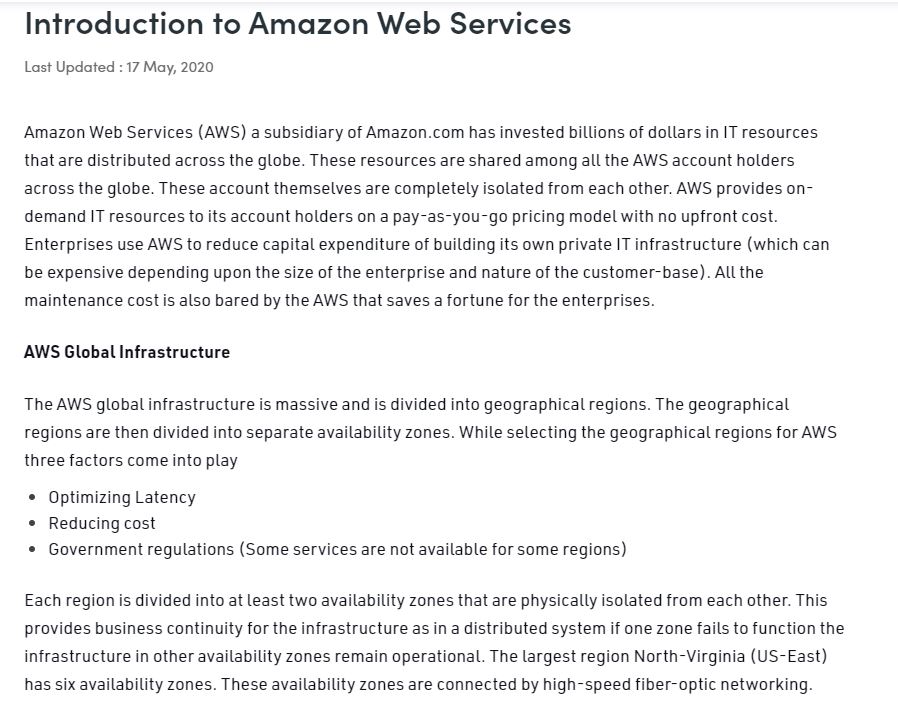 Introduction to Amazon Web Services
Last Updated : 17 May, 2020
Amazon Web Services (AWS) a subsidiary of Amazon.com has invested billions of dollars in IT resources
that are distributed across the globe. These resources are shared among all the AWS account holders
across the globe. These account themselves are completely isolated from each other. AWS provides on-
demand IT resources to its account holders on a pay-as-you-go pricing model with no upfront cost.
Enterprises use AWS to reduce capital expenditure of building its own private IT infrastructure (which can
be expensive depending upon the size of the enterprise and nature of the customer-base). All the
maintenance cost is also bared by the AWS that saves a fortune for the enterprises.
AWS Global Infrastructure
The AWS global infrastructure is massive and is divided into geographical regions. The geographical
regions are then divided into separate availability zones. While selecting the geographical regions for AWS
three factors come into play
• Optimizing Latency
• Reducing cost
• Government regulations (Some services are not available for some regions)
Each region is divided into at least two availability zones that are physically isolated from each other. This
provides business continuity for the infrastructure as in a distributed system if one zone fails to function the
infrastructure in other availability zones remain operational. The largest region North-Virginia (US-East)
has six availability zones. These availability zones are connected by high-speed fiber-optic networking.